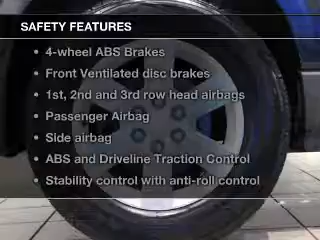 SAFETY FEATURES
• 4-wheel ABS Brakes
• Front Ventilated disc brakes
• 1st, 2nd and 3rd row head airbags
• Passenger Airbag
• Side airbag
• ABS and Driveline Traction Control
• Stability control with anti-roll control